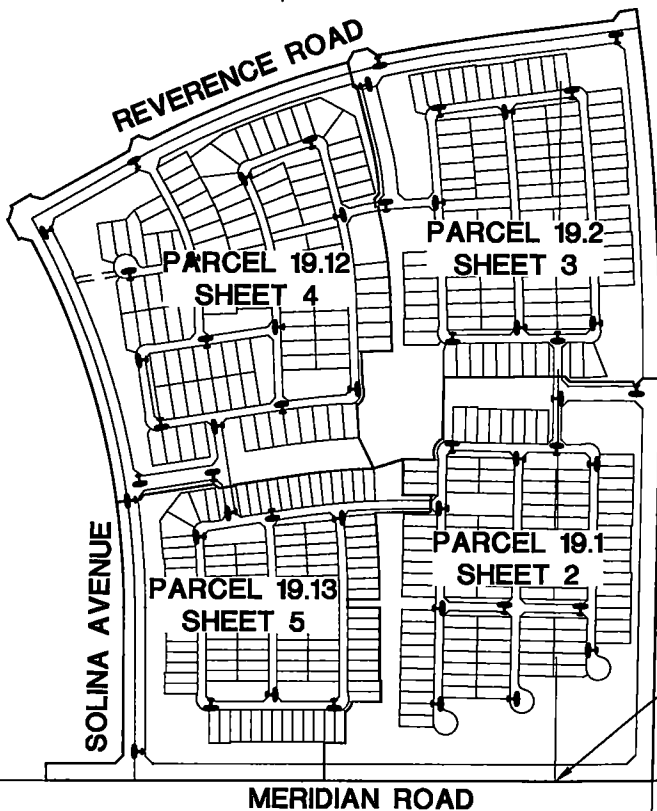 REVERENCE ROAD
PARCEL 19.2
SHEET 3
PARCEL 19.12
SHEET 4
PARCEL 19.1
SHEET 2
PARCEL 19.13
SHEET 5
SOLINA AVENUE
MERIDIAN ROAD